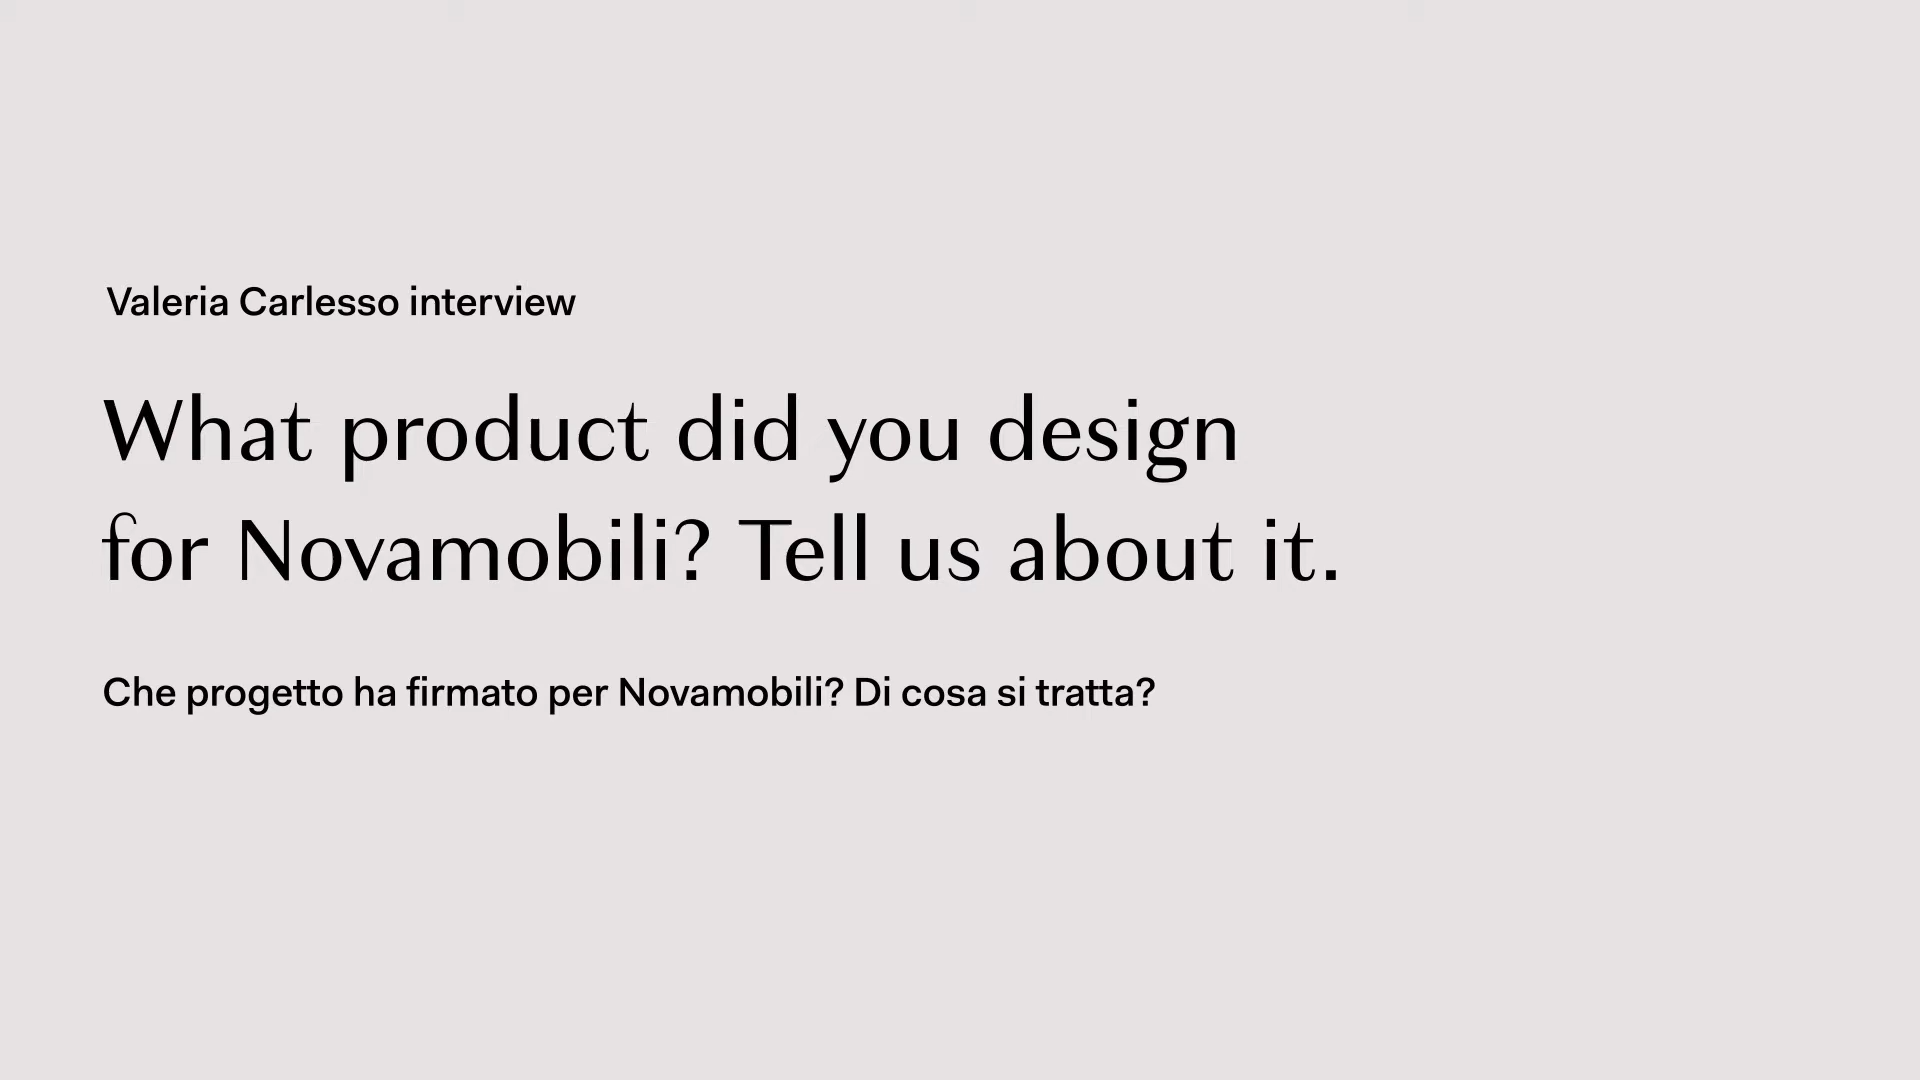 Valeria Carlesso interview
What product did you design
for Novamobili? Tell us about it.
Che progetto ha firmato per Novamobili? Di cosa si tratta?